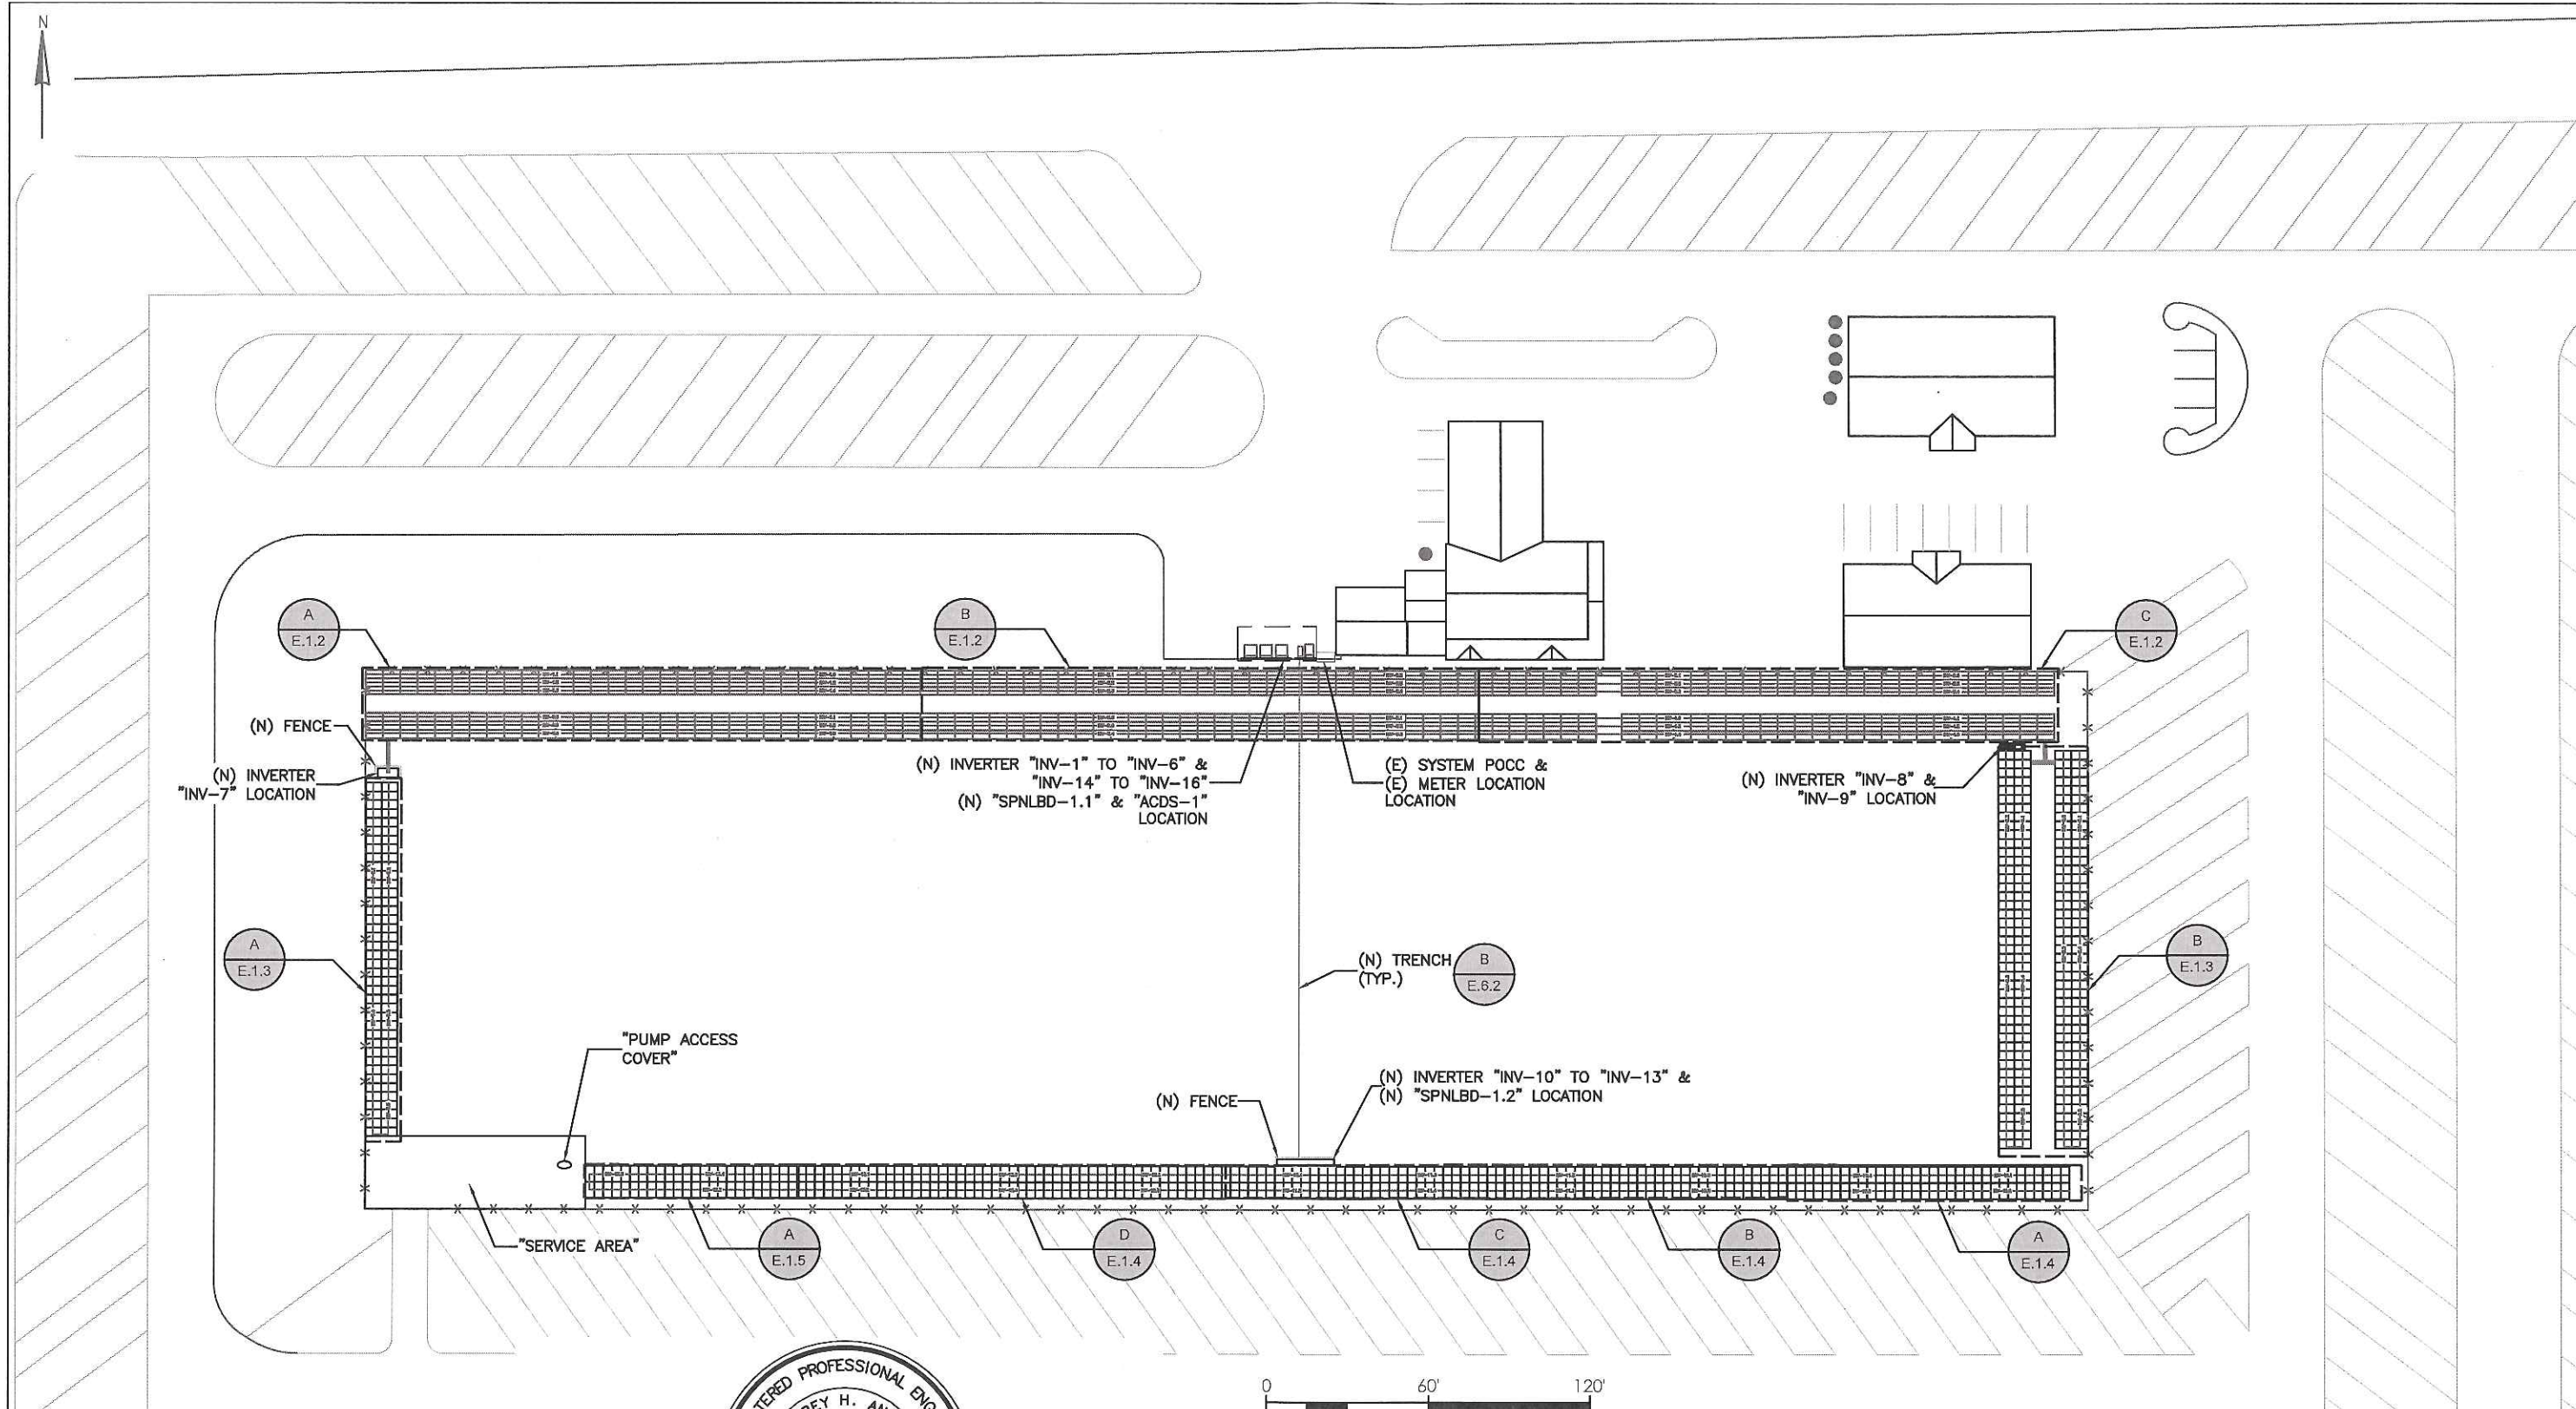 N
A
E.1.2
B
E.1.2
C
E.1.2
(N) FENCE
(N) INVERTER
"INV-7" LOCATION
(N) INVERTER "INV-1" TO "INV-6" &
"INV-14" TO "INV-16"
(N) "SPNLBD-1.1" & "ACDS-1"
LOCATION
(E) SYSTEM POCC &
(E) METER LOCATION
LOCATION
(N) INVERTER "INV-8" &
"INV-9" LOCATION
A
E.1.3
(N) TRENCH
(TYP.)
B
E.6.2
B
E.1.3
"PUMP ACCESS
COVER"
(N) FENCE
(N) INVERTER "INV-10" TO "INV-13" &
(N) "SPNLBD-1.2" LOCATION
"SERVICE AREA"
A
E.1.5
D
E.1.4
C
E.1.4
B
E.1.4
A
E.1.4
PROFESSIONAL
H.
0 60' 120'